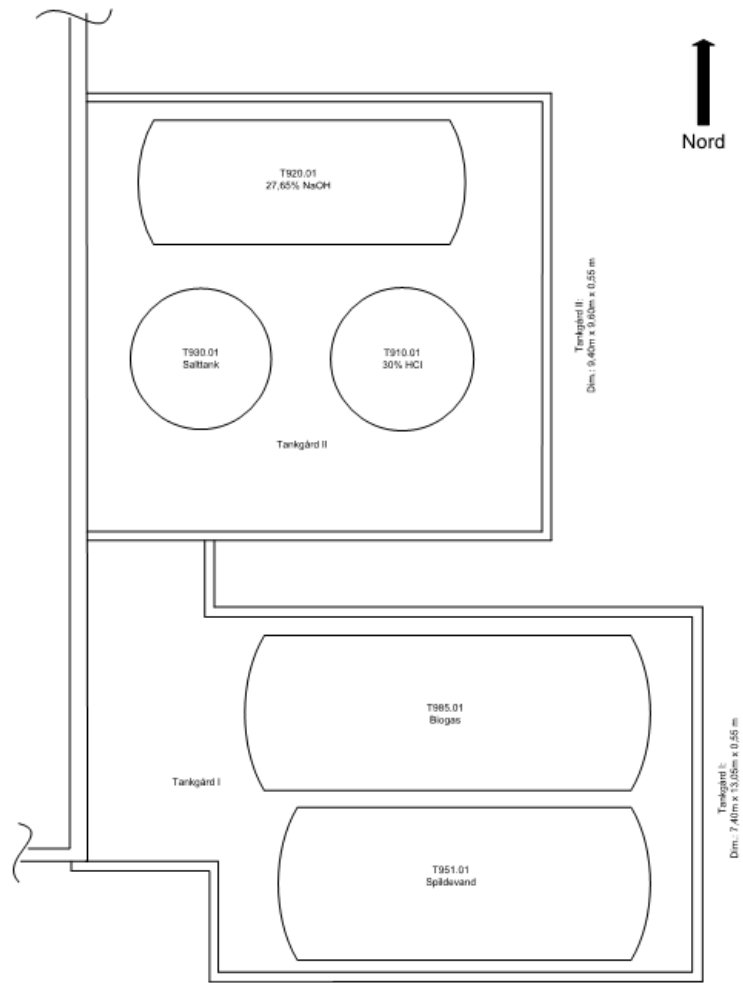 Nord
T920.01
27,65% NaOH
Tankgård II:
Dim.: 9,40m x 9,60m x 0,55 m
T930.01
Salttank
T910.01
30% HCl
Tankgård II
T985.01
Biogas
Tankgård I
Tankgård I:
Dim.: 7,40m x 13,05m x 0,55 m
T951.01
Spildevand